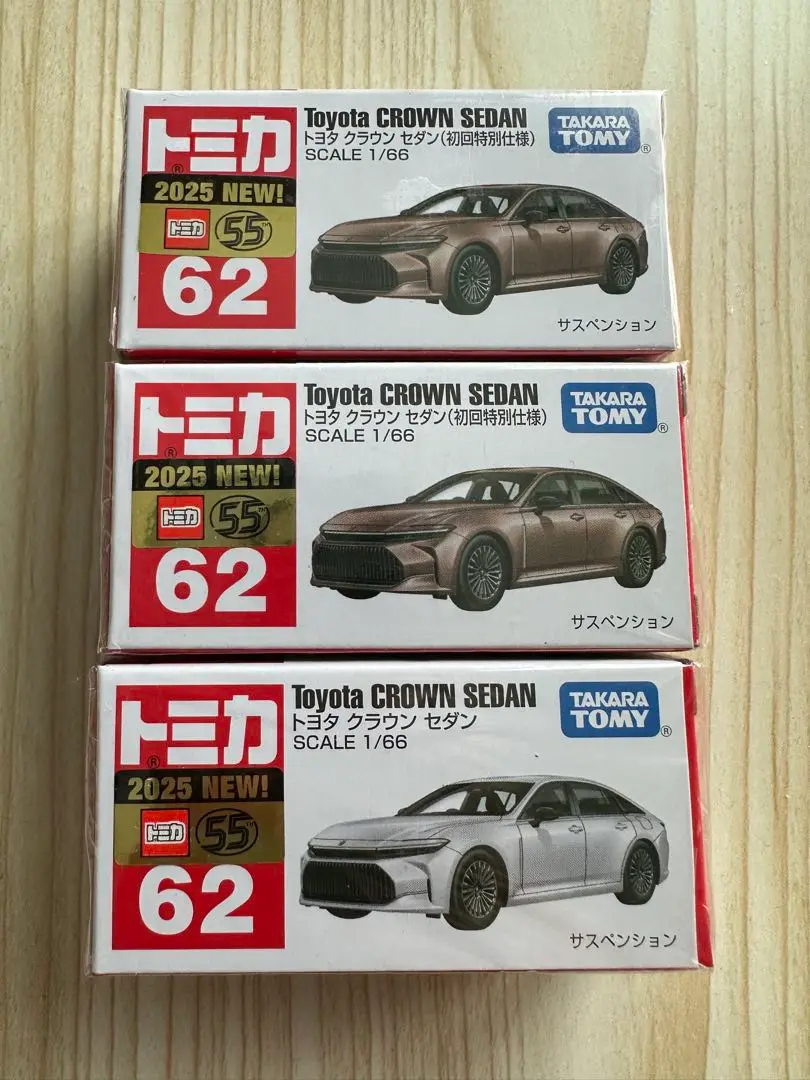 トミカ
®
2025 NEW!
トミカ 55TH
62
Toyota CROWN SEDAN
トヨタ クラウン セダン(初回特別仕様)
SCALE 1/66
TAKARA
TOMY®
サスペンション
トミカ
®
2025 NEW!
トミカ 55TH
62
Toyota CROWN SEDAN
トヨタ クラウン セダン(初回特別仕様)
SCALE 1/66
TAKARA
TOMY®
サスペンション
トミカ
®
2025 NEW!
トミカ 55TH
62
Toyota CROWN SEDAN
トヨタ クラウン セダン
SCALE 1/66
TAKARA
TOMY®
サスペンション